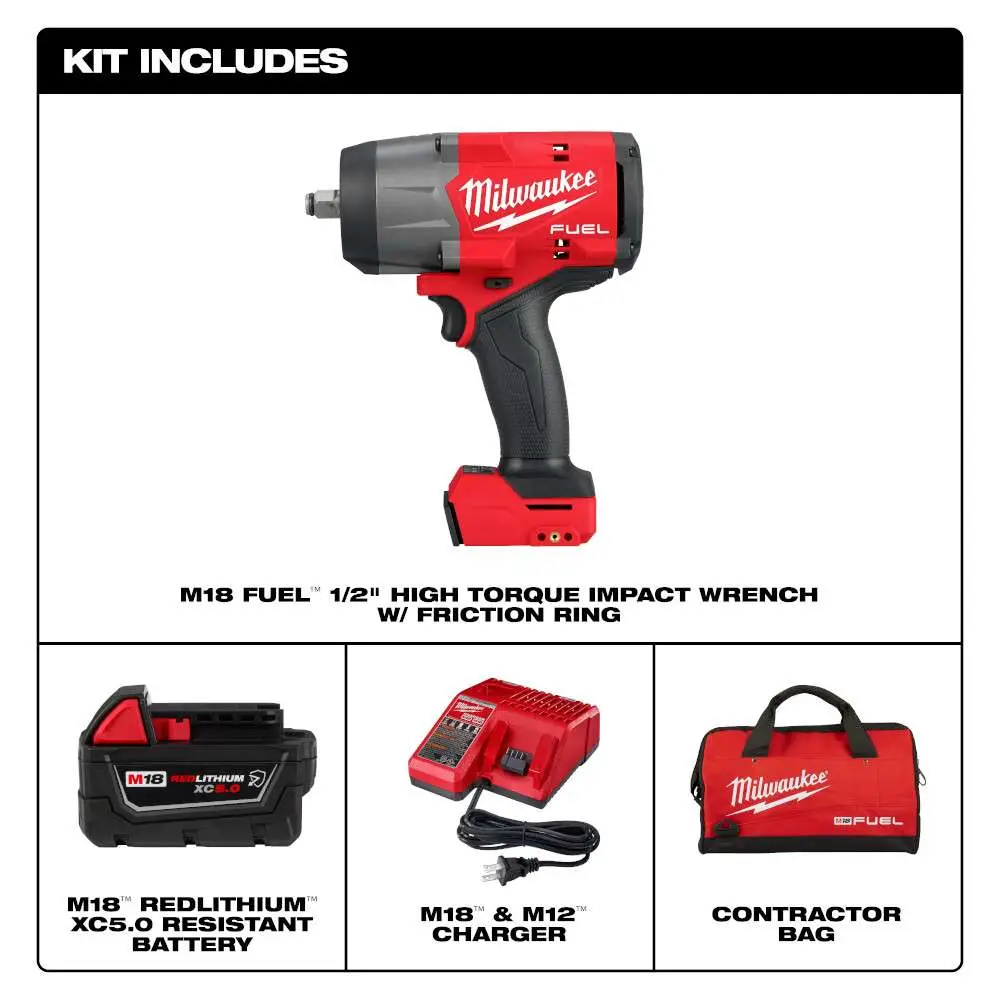 KIT INCLUDES
Milwaukee
FUEL
M18 FUEL™ 1/2" HIGH TORQUE IMPACT WRENCH
W/ FRICTION RING
M18 REDLITHIUM
XC5.0
M18™ REDLITHIUM™
XC5.0 RESISTANT
BATTERY
Milwaukee
M18™ & M12™
CHARGER
Milwaukee
M18 FUEL
CONTRACTOR
BAG